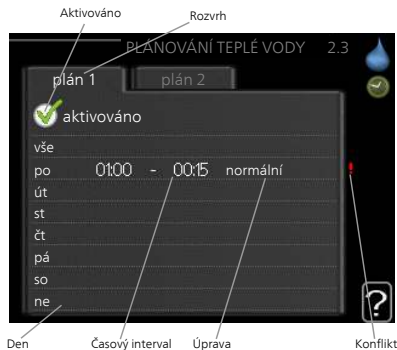 Aktivováno
Rozvrh
PLÁNOVÁNÍ TEPLÉ VODY 2.3
plán 1
plán 2
aktivováno
vše
po 01:00 - 00:15 normální
út
st
čt
pá
so
ne
?
Den
Časový interval
Úprava
Konflikt